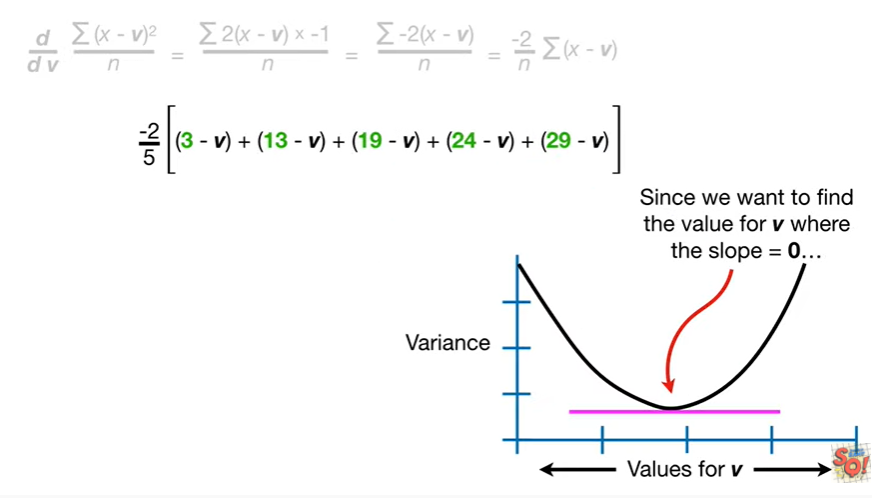 d/dv Σ(x - v)²/n = Σ2(x - v) × -1/n = Σ-2(x - v)/n = -2/n Σ(x - v)
-2/5 [(3 - v) + (13 - v) + (19 - v) + (24 - v) + (29 - v)]
Since we want to find
the value for v where
the slope = 0...
Variance
Values for v
SQ!